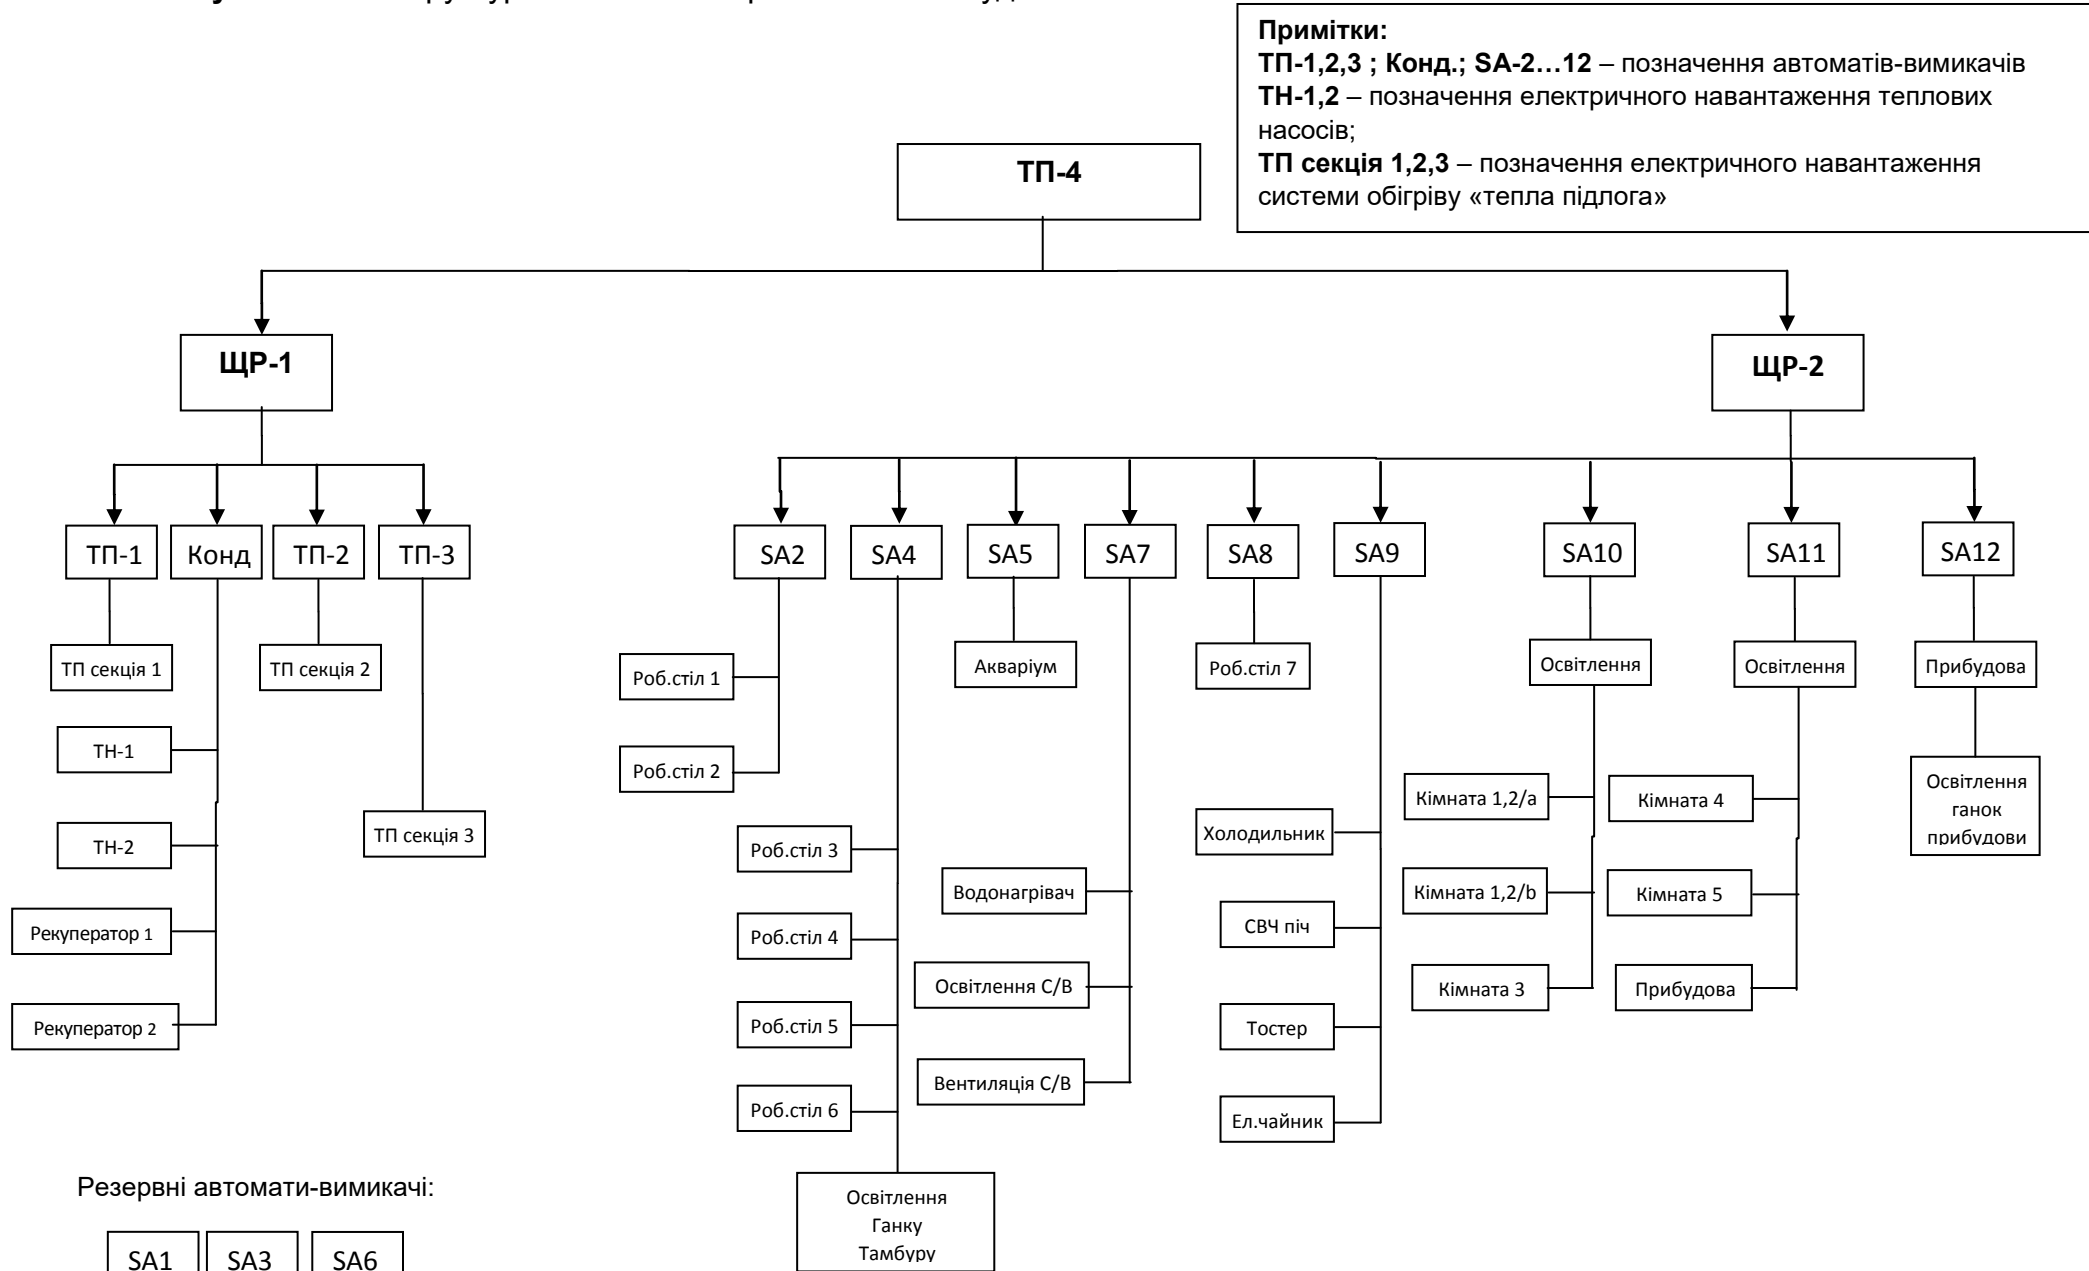 Примітки:
ТП-1,2,3 ; Конд.; SA-2...12 – позначення автоматів-вимикачів
ТН-1,2 – позначення електричного навантаження теплових
насосів;
ТП секція 1,2,3 – позначення електричного навантаження
системи обігріву «тепла підлога»
ТП-4
ЩР-1
ЩР-2
ТП-1
Конд
ТП-2
ТП-3
SA2
SA4
SA5
SA7
SA8
SA9
SA10
SA11
SA12
ТП секція 1
ТП секція 2
Роб.стіл 1
Акваріум
Роб.стіл 7
Освітлення
Освітлення
Прибудова
ТН-1
Роб.стіл 2
Кімната 1,2/a
Кімната 4
Освітлення
ганок
прибудови
ТН-2
ТП секція 3
Роб.стіл 3
Холодильник
Водонагрівач
Кімната 1,2/b
Кімната 5
Рекуператор 1
Роб.стіл 4
СВЧ піч
Освітлення С/В
Кімната 3
Прибудова
Рекуператор 2
Роб.стіл 5
Тостер
Вентиляція С/В
Роб.стіл 6
Ел.чайник
Резервні автомати-вимикачі:
Освітлення
Ганку
Тамбуру
SA1
SA3
SA6